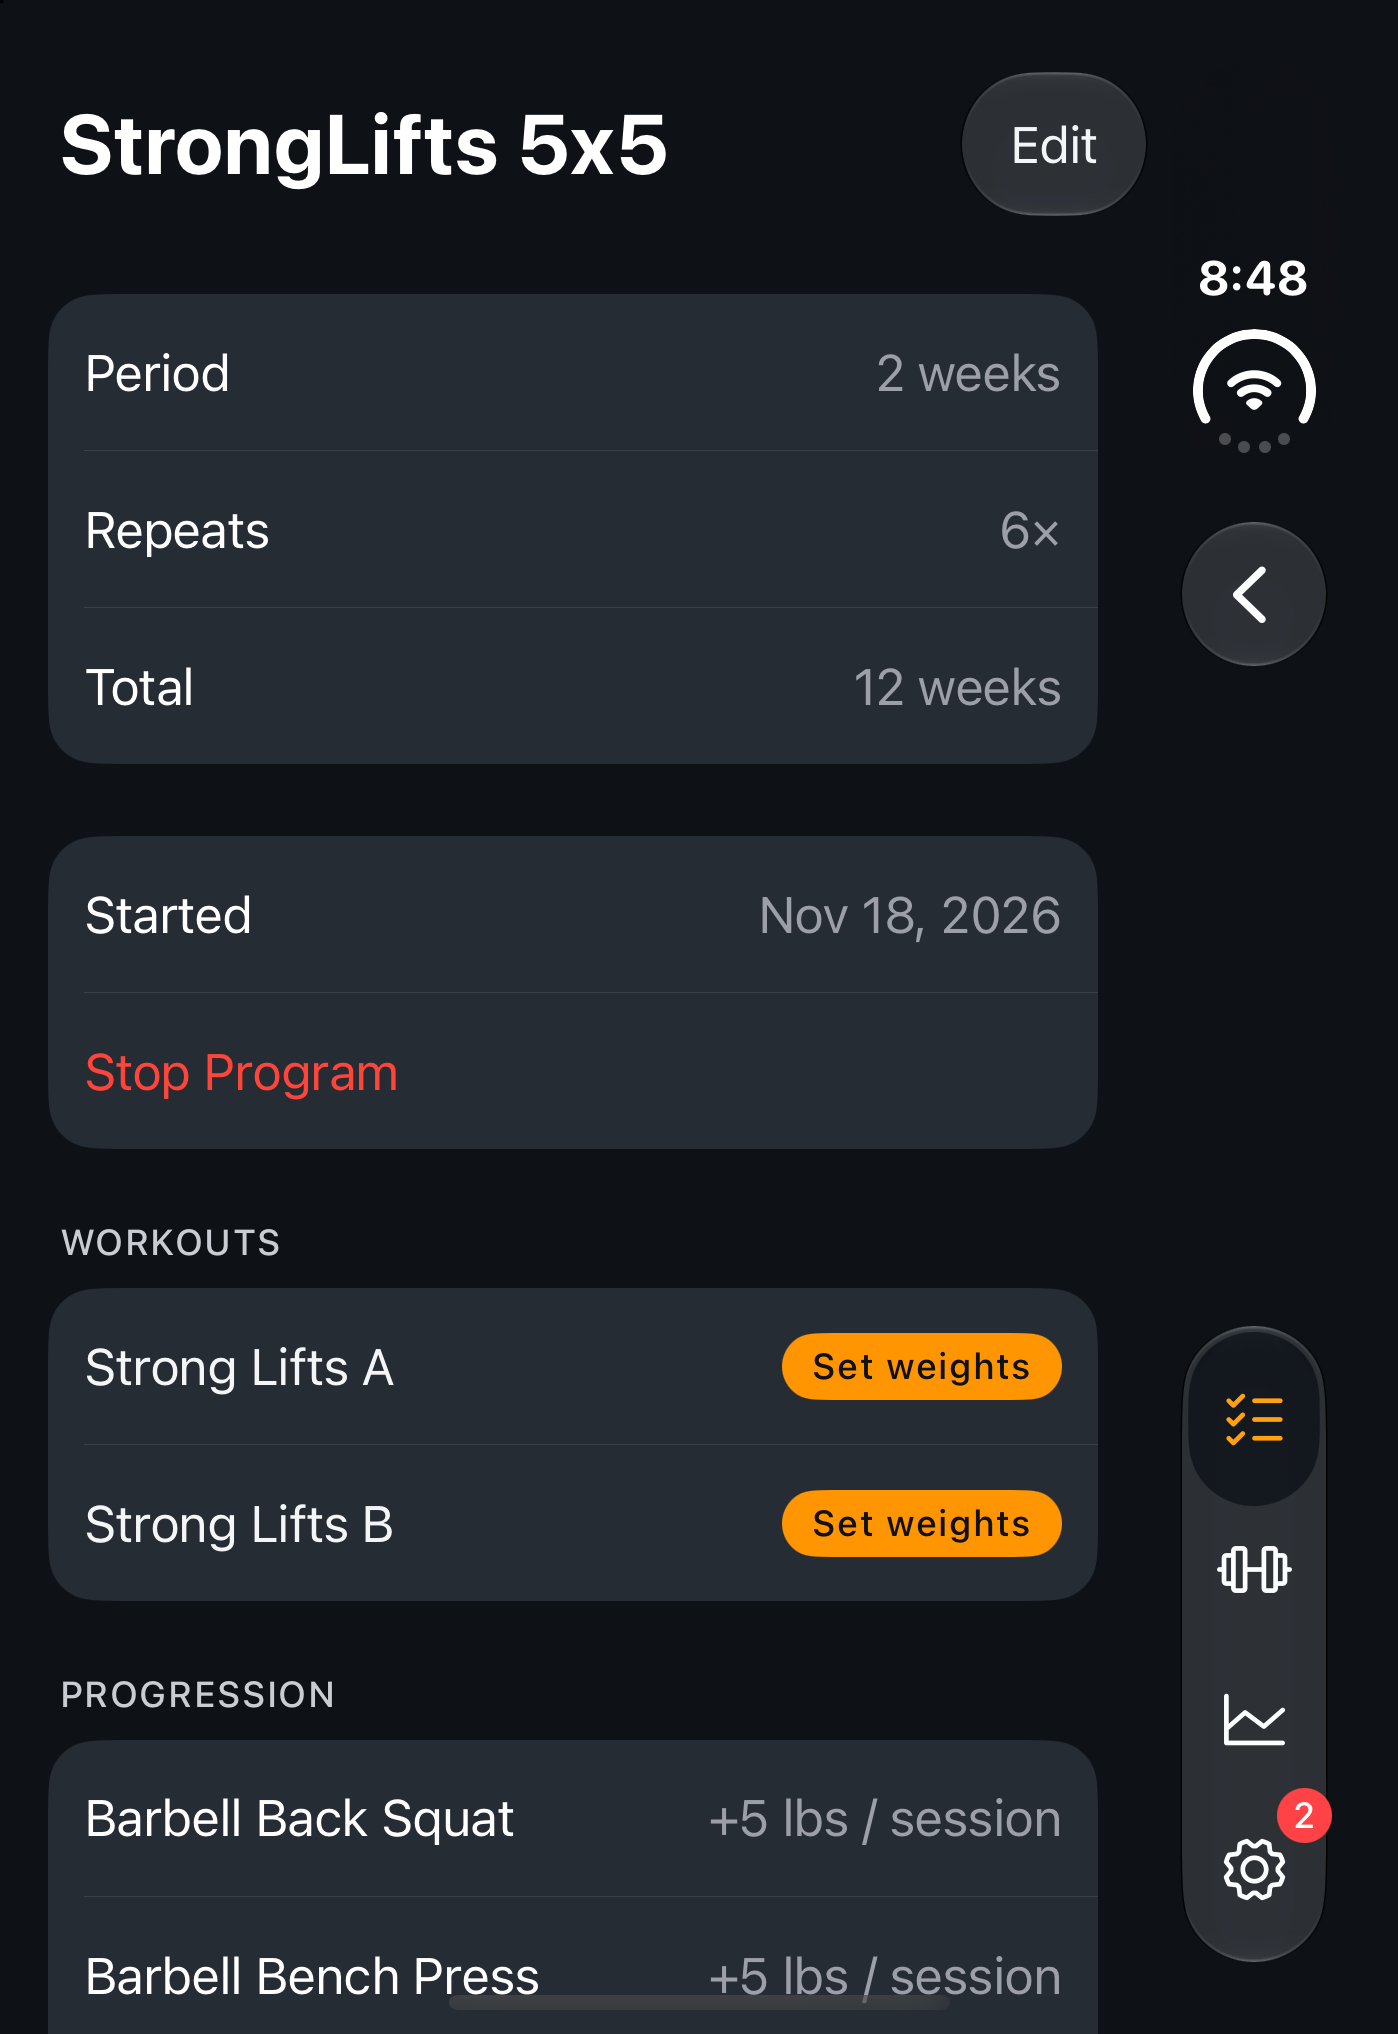 StrongLifts 5x5
Edit
8:48
Period 2 weeks
Repeats 6×
Total 12 weeks
Started Nov 18, 2026
Stop Program
WORKOUTS
Strong Lifts A Set weights
Strong Lifts B Set weights
PROGRESSION
Barbell Back Squat +5 lbs / session
2
Barbell Bench Press +5 lbs / session